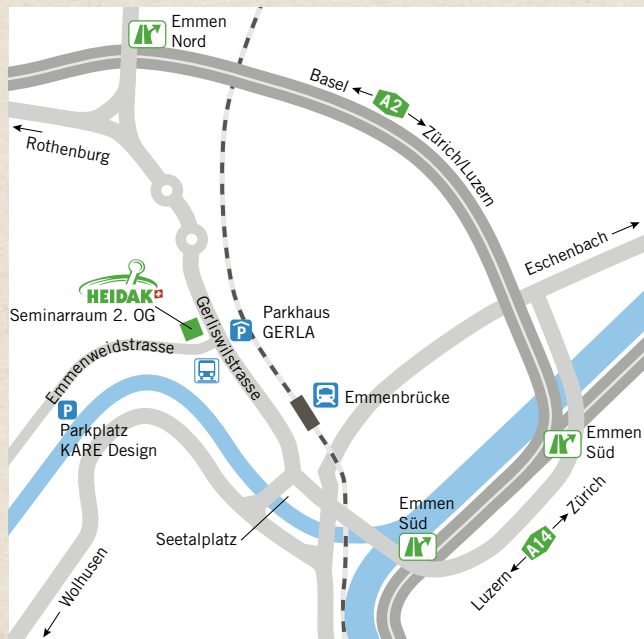 Emmen
Nord
Basel
A2
Zürich/Luzern
Rothenburg
Eschenbach
HEIDAK
Seminarraum 2. OG
Gerliswilstrasse
P
Parkhaus
GERLA
Emmenweidstrasse
Emmenbrücke
P
Parkplatz
KARE Design
Emmen
Süd
Emmen
Süd
Seetalplatz
Zürich
A14
Luzern
Wolhusen